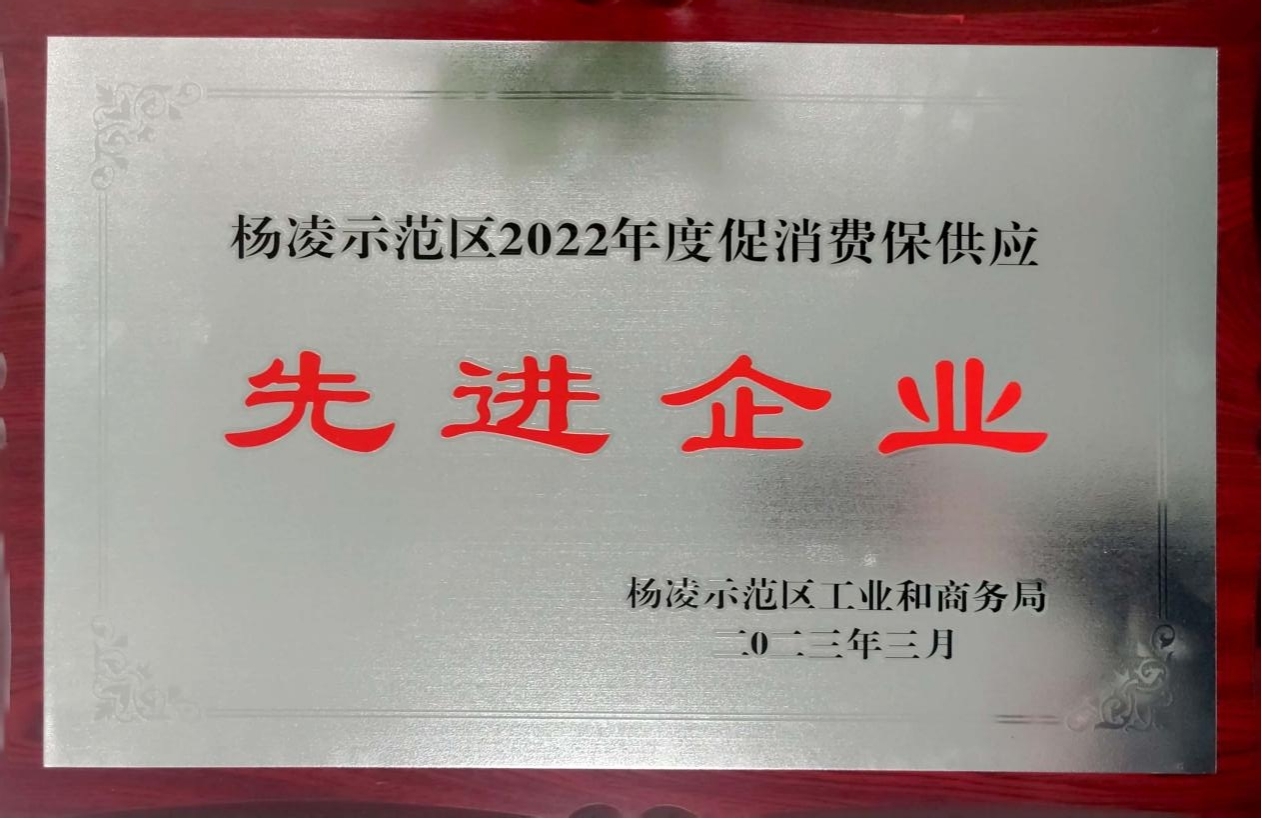 杨凌示范区2022年度促消费保供应
先进企业
杨凌示范区工业和商务局
二0二三年三月